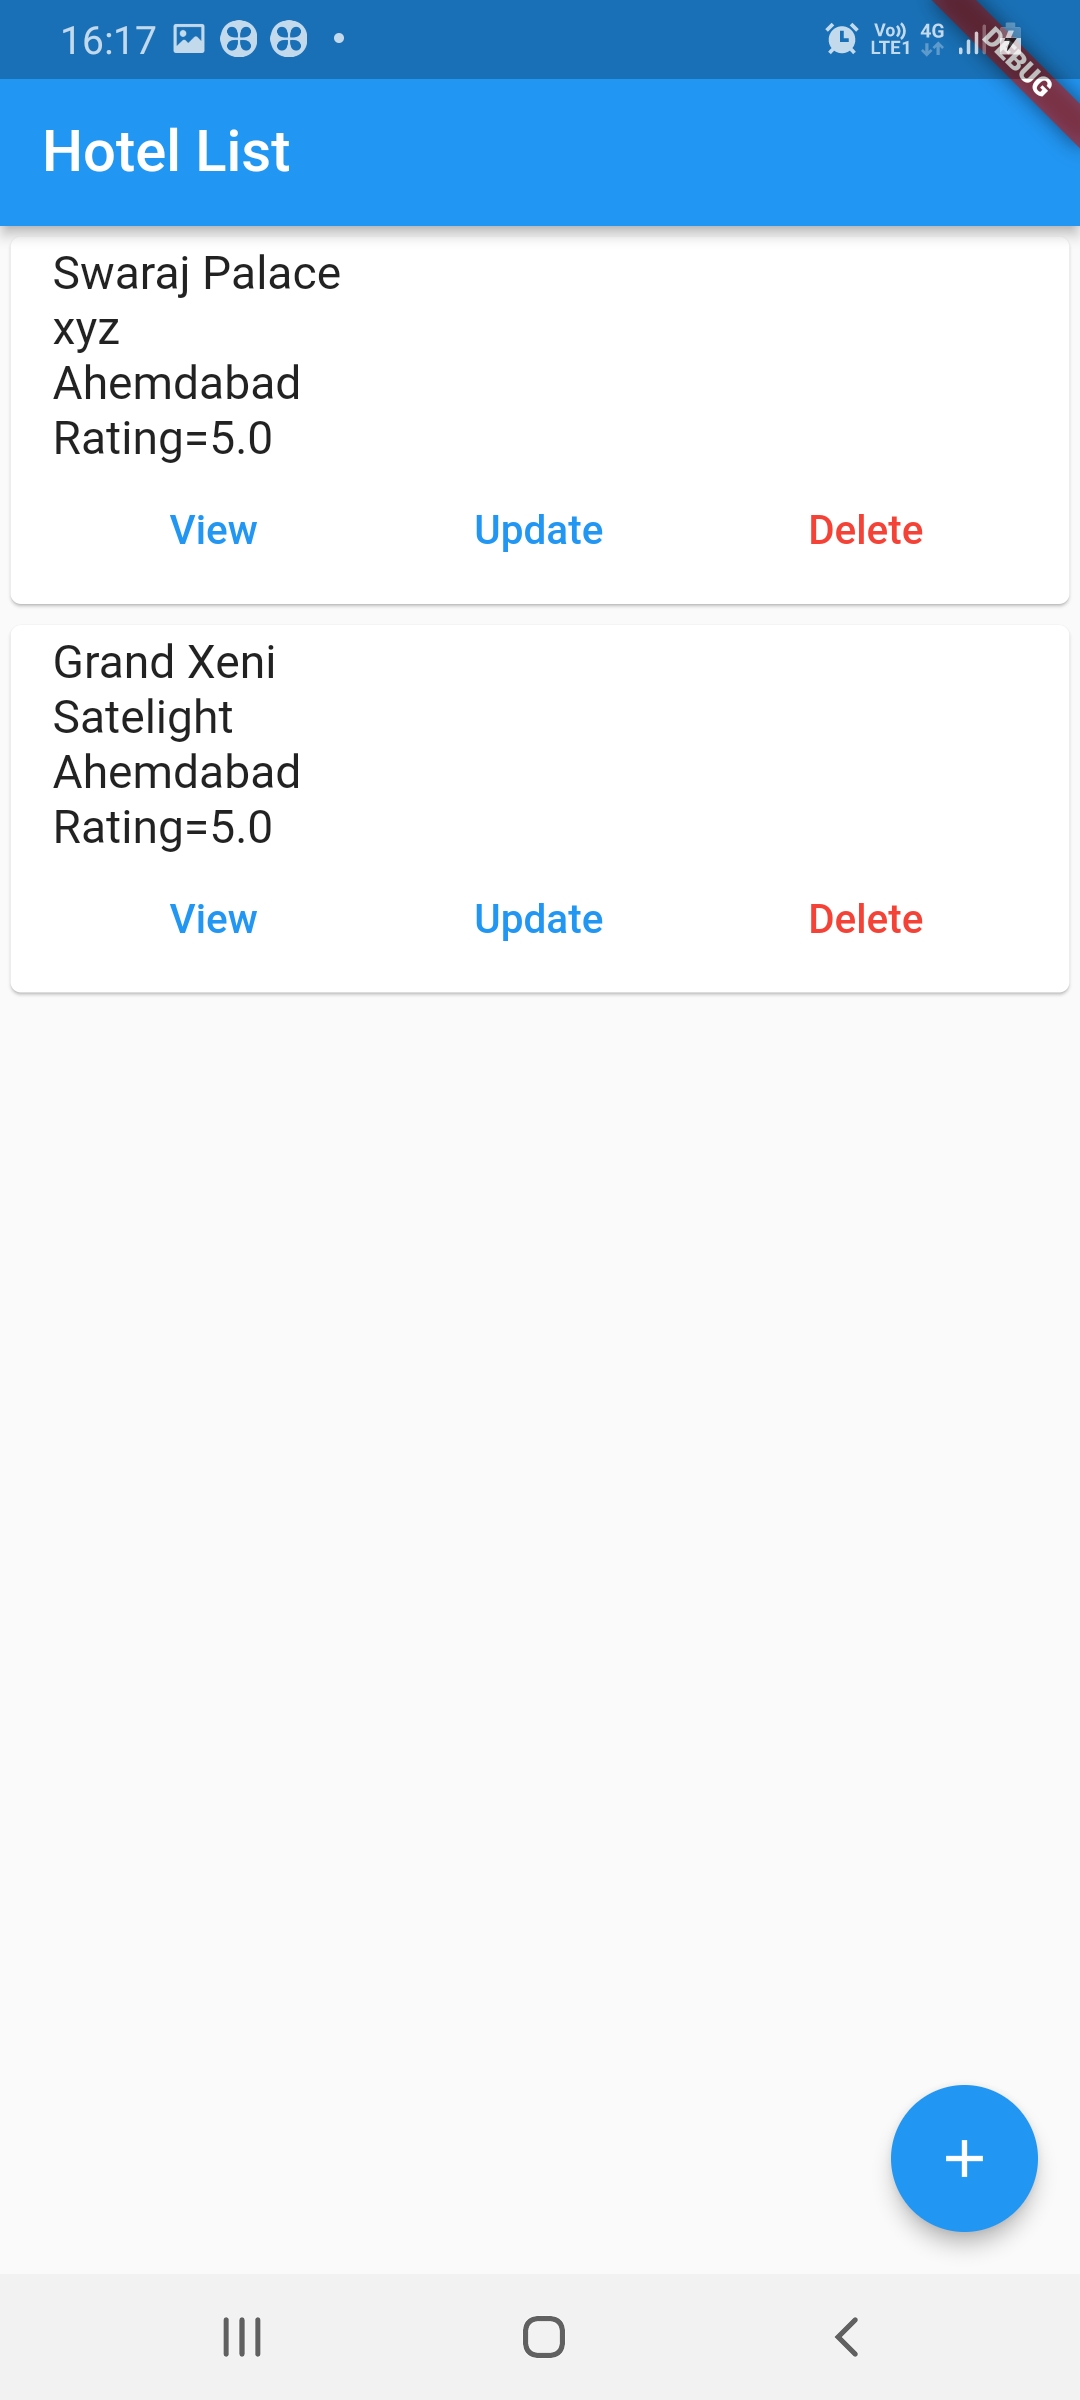 16:17
Vo)) 4G
LTE1
DEBUG
Hotel List
Swaraj Palace
xyz
Ahemdabad
Rating=5.0
View Update Delete
Grand Xeni
Satelight
Ahemdabad
Rating=5.0
View Update Delete